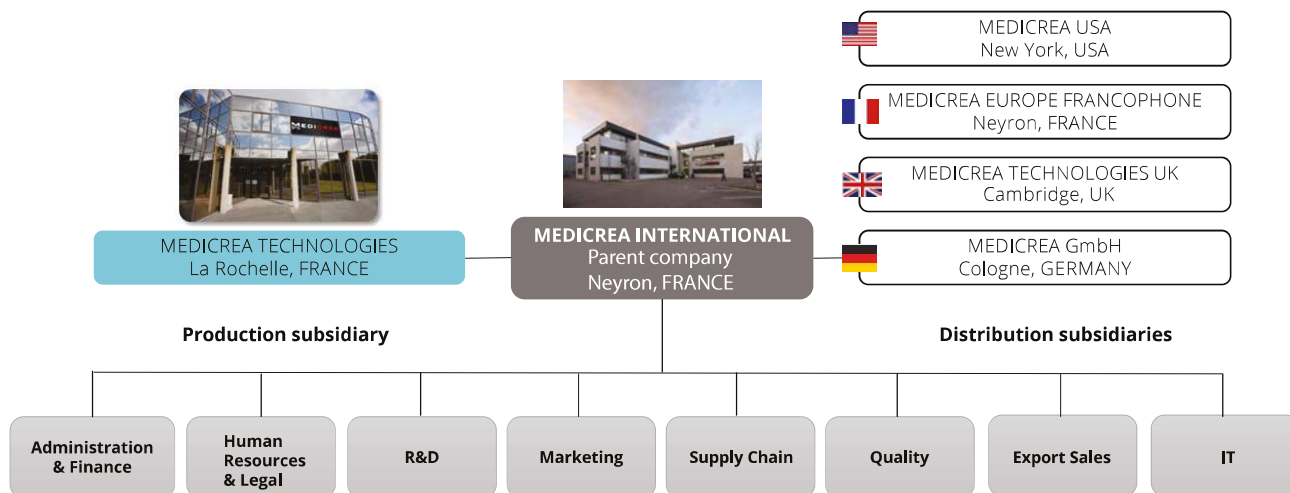 MEDICREA USA
New York, USA
MEDICREA EUROPE FRANCOPHONE
Neyron, FRANCE
MEDICREA TECHNOLOGIES UK
Cambridge, UK
MEDICREA GmbH
Cologne, GERMANY
MEDICREA
MEDICREA TECHNOLOGIES
La Rochelle, FRANCE
MEDICREA INTERNATIONAL
Parent company
Neyron, FRANCE
Production subsidiary
Distribution subsidiaries
Administration
& Finance
Human
Resources
& Legal
R&D
Marketing
Supply Chain
Quality
Export Sales
IT